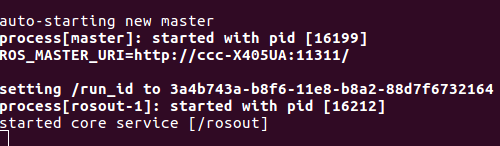 auto-starting new master
process[master]: started with pid [16199]
ROS_MASTER_URI=http://ccc-X405UA:11311/
setting /run_id to 3a4b743a-b8f6-11e8-b8a2-88d7f6732164
process[rosout-1]: started with pid [16212]
started core service [/rosout]